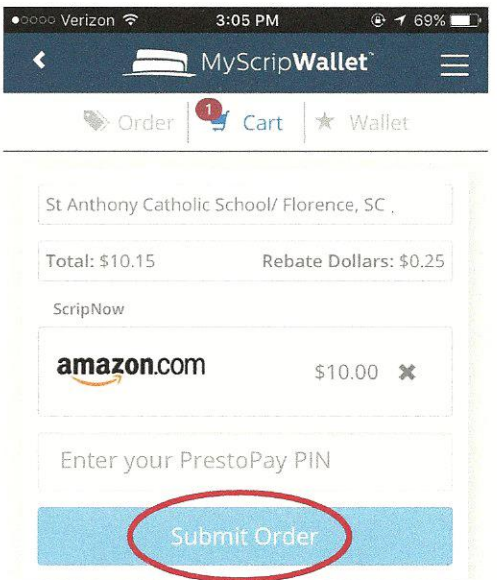 Verizon 3:05 PM 69%
MyScripWallet
Order 1 Cart Wallet
St Anthony Catholic School/ Florence, SC
Total: $10.15 Rebate Dollars: $0.25
ScripNow
amazon.com $10.00
Enter your PrestoPay PIN
Submit Order